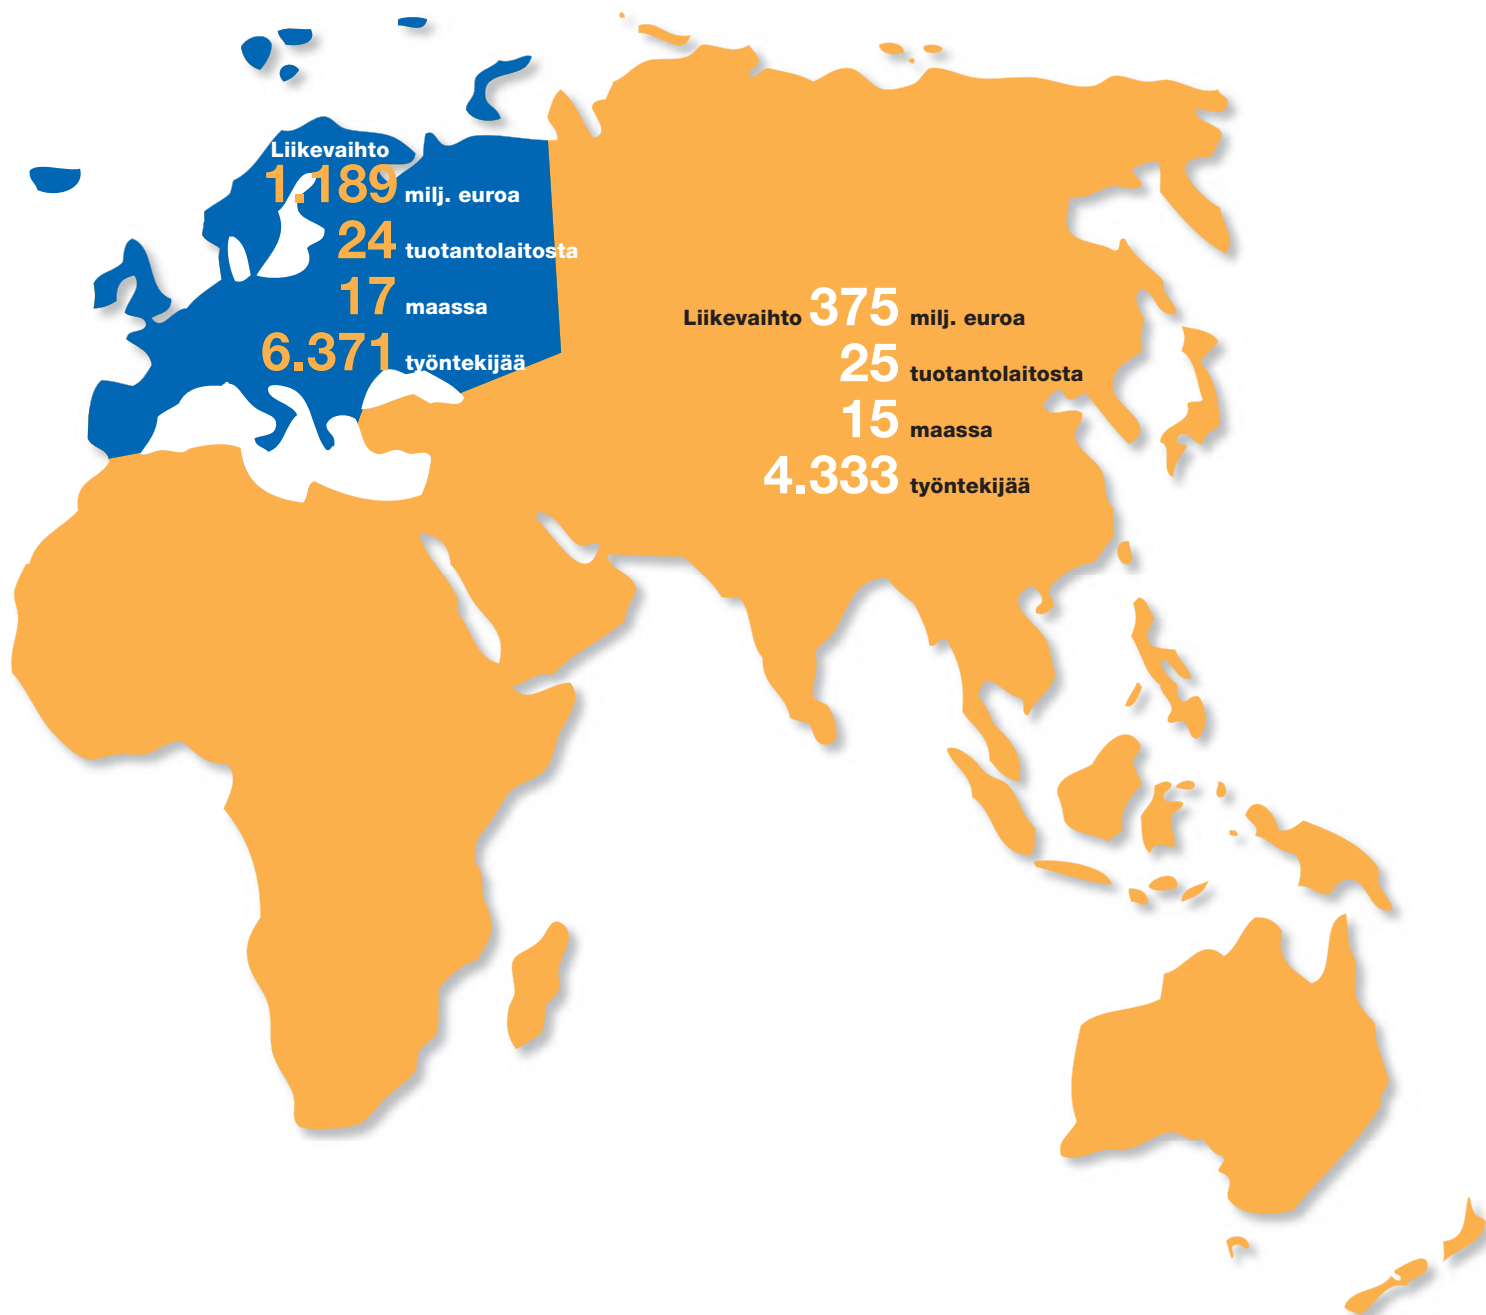 Liikevaihto
1.189 milj. euroa
24 tuotantolaitosta
17 maassa
6.371 työntekijää
Liikevaihto 375 milj. euroa
25 tuotantolaitosta
15 maassa
4.333 työntekijää